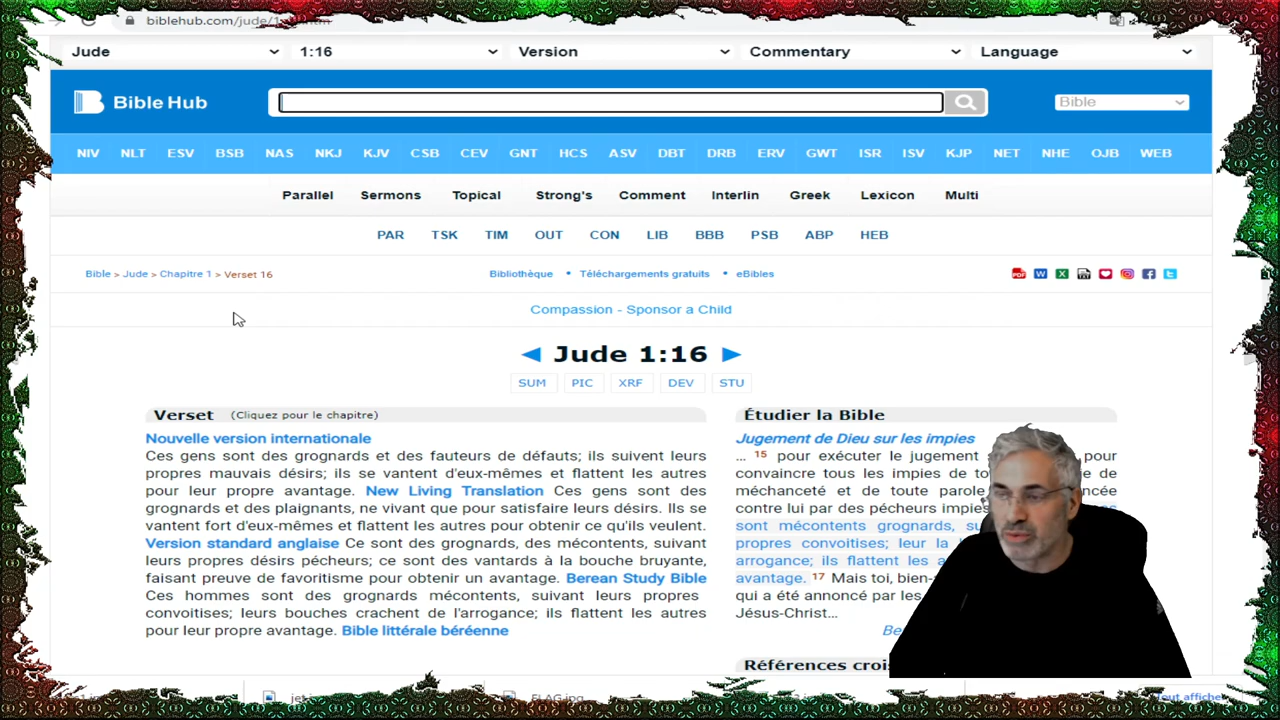 biblehub.com/jude/1
Jude 1:16 Version Commentary Language
Bible Hub Bible
NIV NLT ESV BSB NAS NKJ KJV CSB CEV GNT HCS ASV DBT DRB ERV GWT ISR ISV KJP NET NHE OJB WEB
Parallel Sermons Topical Strong's Comment Interlin Greek Lexicon Multi
PAR TSK TIM OUT CON LIB BBB PSB ABP HEB
Bible > Jude > Chapitre 1 > Verset 16 Bibliothèque • Téléchargements gratuits • eBibles
Compassion - Sponsor a Child
◄ Jude 1:16 ►
SUM PIC XRF DEV STU
Verset (Cliquez pour le chapitre)
Nouvelle version internationale
Ces gens sont des grognards et des fauteurs de défauts; ils suivent leurs
propres mauvais désirs; ils se vantent d'eux-mêmes et flattent les autres
pour leur propre avantage. New Living Translation Ces gens sont des
grognards et des plaignants, ne vivant que pour satisfaire leurs désirs. Ils se
vantent fort d'eux-mêmes et flattent les autres pour obtenir ce qu'ils veulent.
Version standard anglaise Ce sont des grognards, des mécontents, suivant
leurs propres désirs pécheurs; ce sont des vantards à la bouche bruyante,
faisant preuve de favoritisme pour obtenir un avantage. Berean Study Bible
Ces hommes sont des grognards mécontents, suivant leurs propres
convoitises; leurs bouches crachent de l'arrogance; ils flattent les autres
pour leur propre avantage. Bible littérale béréenne
Étudier la Bible
Jugement de Dieu sur les impies
… 15 pour exécuter le jugement pour
convaincre tous les impies de de
méchanceté et de toute parole
contre lui par des pécheurs impies
sont mécontents grognards,
propres convoitises; leur la
arrogance; ils flattent les
avantage. 17 Mais toi, bien-
qui a été annoncé par les
Jésus-Christ…
Références
FLAG.jpg
tout affiche